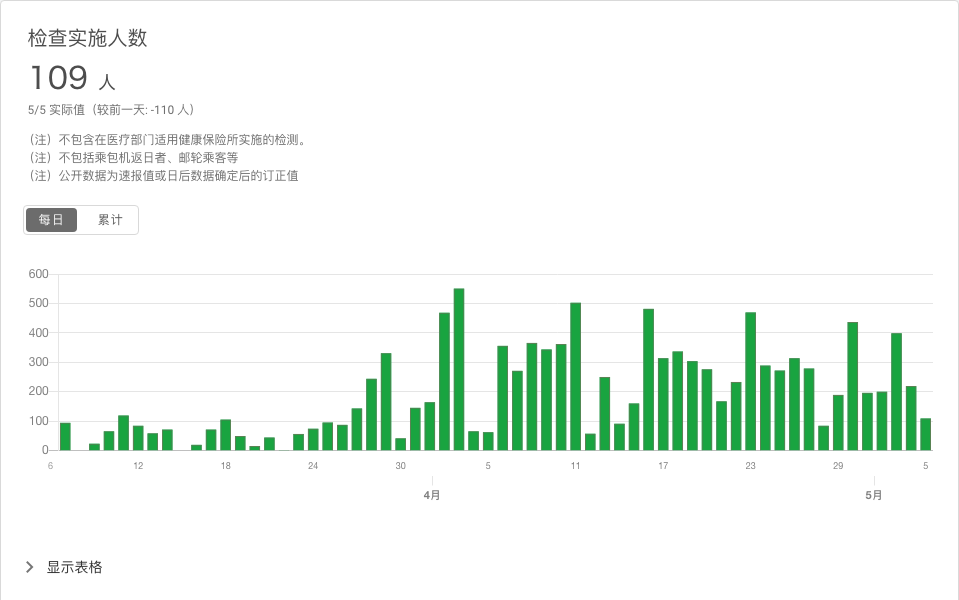 检查实施人数
109 人
5/5 实际值（较前一天: -110 人）
（注）不包含在医疗部门适用健康保险所实施的检测。
（注）不包括乘包机返日者、邮轮乘客等
（注）公开数据为速报值或日后数据确定后的订正值
每日 累计
600
500
400
300
200
100
0
6 12 18 24 30 5 11 17 23 29 5
4月 5月
显示表格